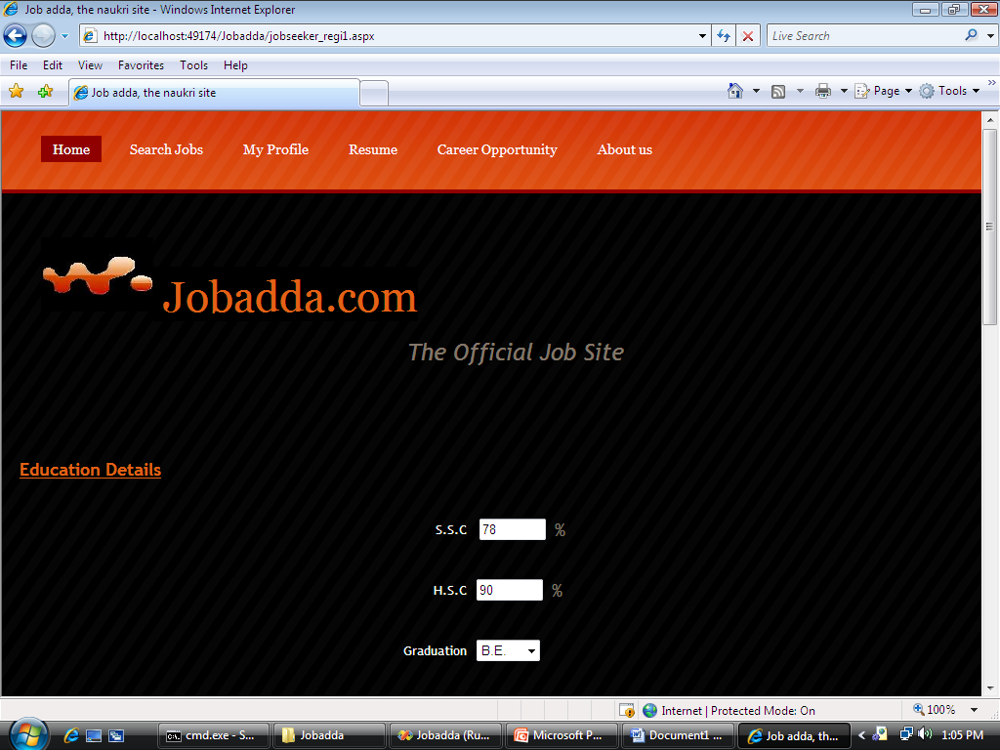 Job adda, the naukri site - Windows Internet Explorer
http://localhost:49174/Jobadda/jobseeker_regi1.aspx
Live Search
File Edit View Favorites Tools Help
Job adda, the naukri site
Page Tools
Home Search Jobs My Profile Resume Career Opportunity About us
Jobadda.com
The Official Job Site
Education Details
S.S.C 78 %
H.S.C 90 %
Graduation B.E.
Internet | Protected Mode: On 100%
cmd.exe - S... Jobadda Jobadda (Ru... Microsoft P... Document1 ... Job adda, th... 1:05 PM